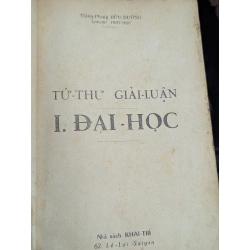 TỨ-THƯ GIẢI-LUẬN
I. ĐẠI-HỌC
Nhà sách KHAI-TRÍ
62 Lê-Lợi Saigon